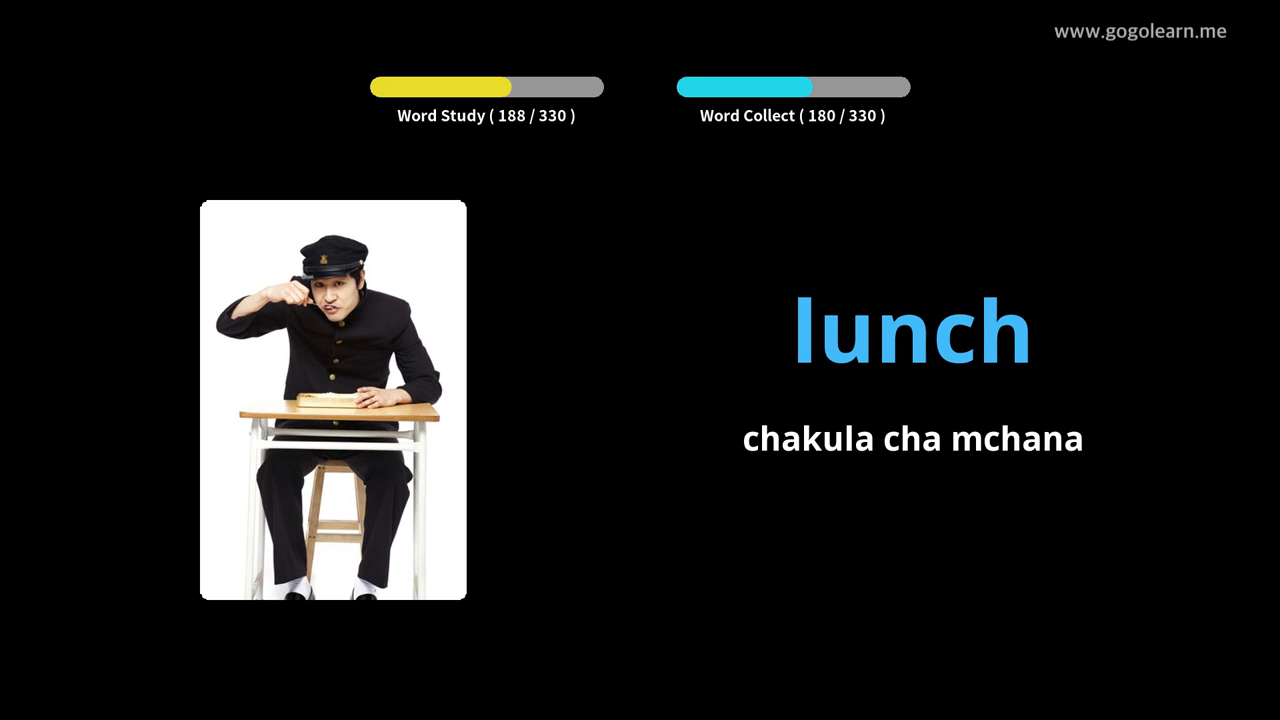 www.gogolearn.me
Word Study ( 188 / 330 )
Word Collect ( 180 / 330 )
lunch
chakula cha mchana